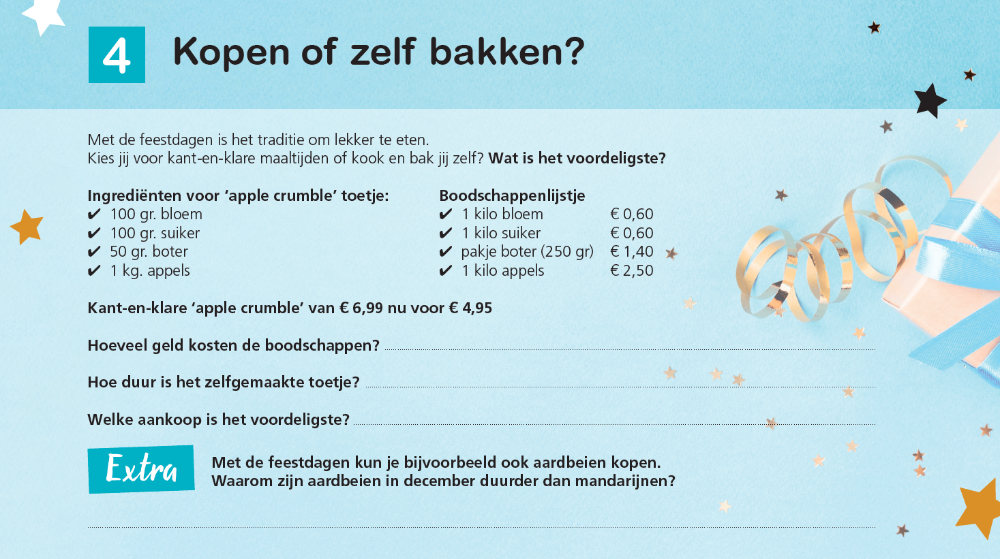 4 Kopen of zelf bakken?
Met de feestdagen is het traditie om lekker te eten.
Kies jij voor kant-en-klare maaltijden of kook en bak jij zelf? Wat is het voordeligste?
Ingrediënten voor ‘apple crumble’ toetje:
✔ 100 gr. bloem
✔ 100 gr. suiker
✔ 50 gr. boter
✔ 1 kg. appels
Boodschappenlijstje
✔ 1 kilo bloem € 0,60
✔ 1 kilo suiker € 0,60
✔ pakje boter (250 gr) € 1,40
✔ 1 kilo appels € 2,50
Kant-en-klare ‘apple crumble’ van € 6,99 nu voor € 4,95
Hoeveel geld kosten de boodschappen?
Hoe duur is het zelfgemaakte toetje?
Welke aankoop is het voordeligste?
Extra
Met de feestdagen kun je bijvoorbeeld ook aardbeien kopen.
Waarom zijn aardbeien in december duurder dan mandarijnen?